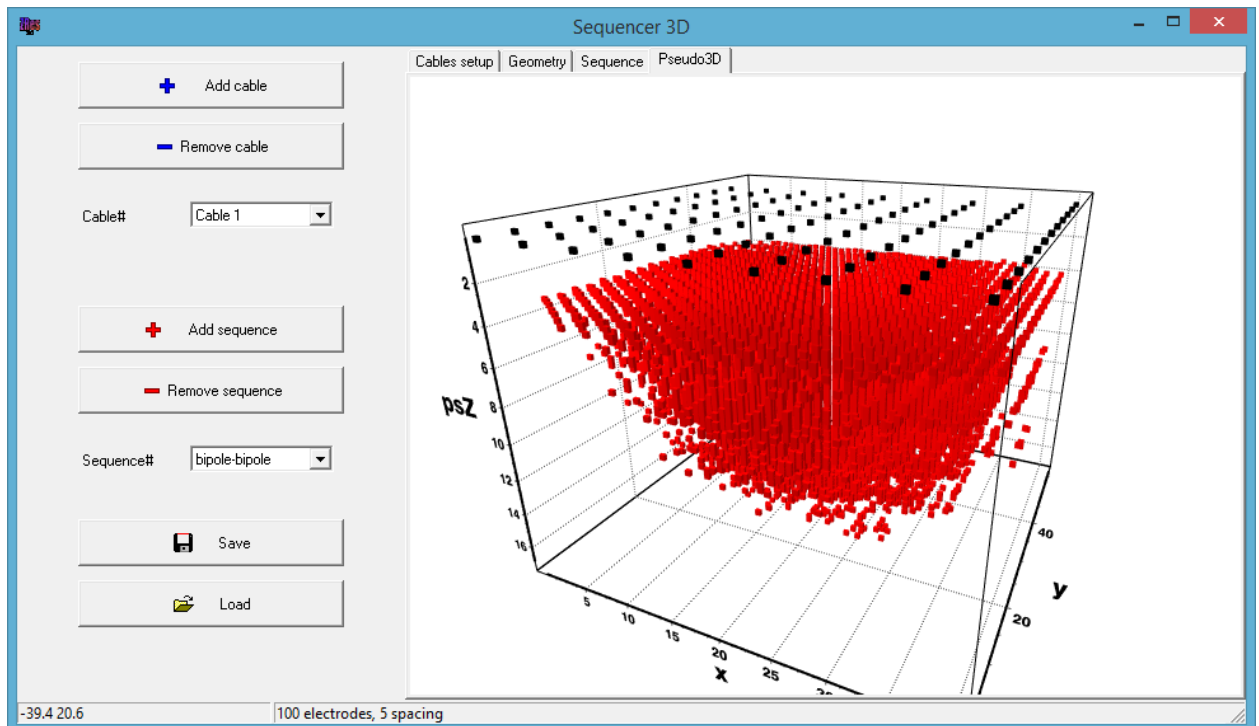 Sequencer 3D
Add cable
Remove cable
Cable#
Cable 1
Add sequence
Remove sequence
Sequence#
bipole-bipole
Save
Load
Cables setup
Geometry
Sequence
Pseudo3D
2
4
6
psZ
8
10
12
14
16
5
10
15
20
x
25
40
y
20
-39.4 20.6
100 electrodes, 5 spacing